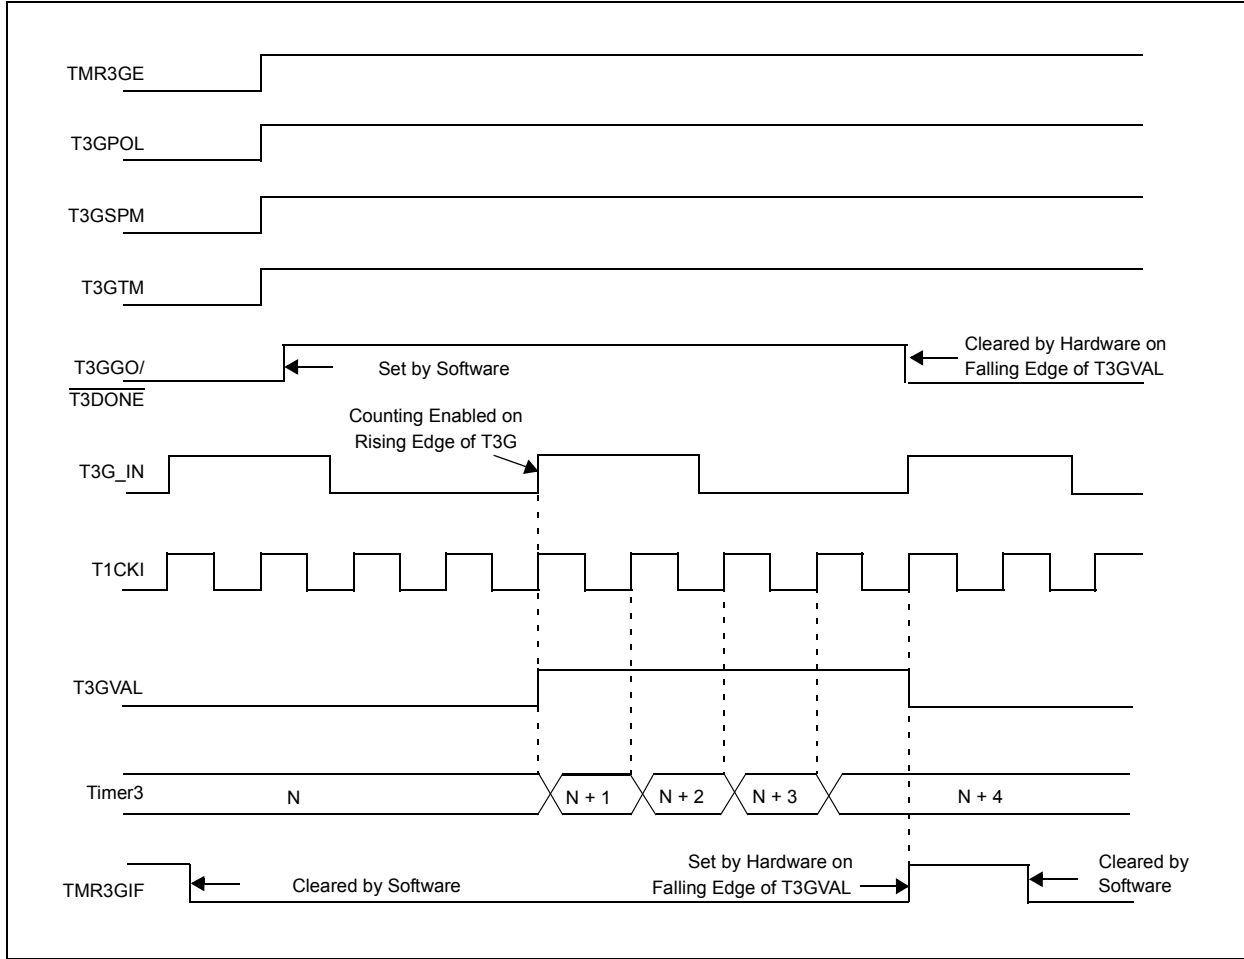 TMR3GE
T3GPOL
T3GSPM
T3GTM
T3GGO/
T3DONE
Set by Software
Cleared by Hardware on
Falling Edge of T3GVAL
Counting Enabled on
Rising Edge of T3G
T3G_IN
T1CKI
T3GVAL
Timer3
N
N + 1
N + 2
N + 3
N + 4
TMR3GIF
Cleared by Software
Set by Hardware on
Falling Edge of T3GVAL
Cleared by
Software